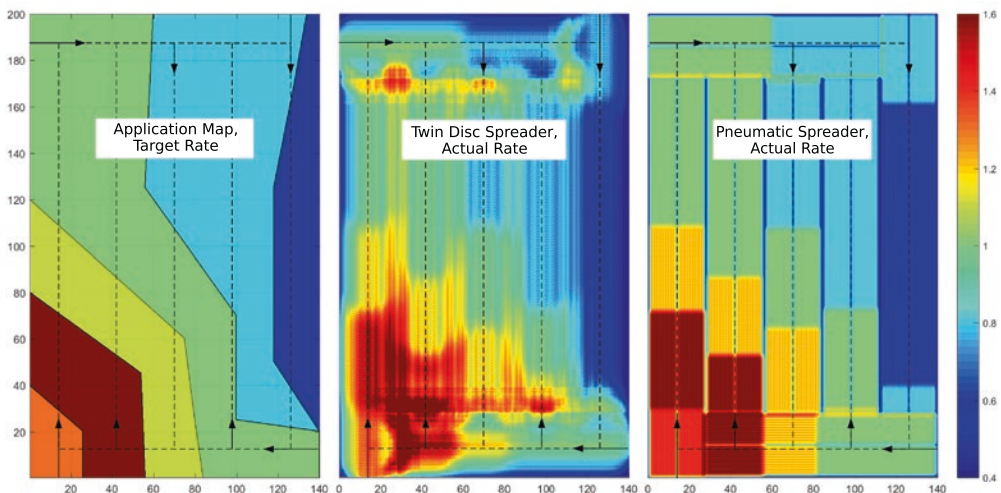 Application Map,
Target Rate
Twin Disc Spreader,
Actual Rate
Pneumatic Spreader,
Actual Rate
200
180
160
140
120
100
80
60
40
20
20 40 60 80 100 120 140
0 20 40 60 80 100 120 140
0 20 40 60 80 100 120 140
1.6
1.4
1.2
1
0.8
0.6
0.4